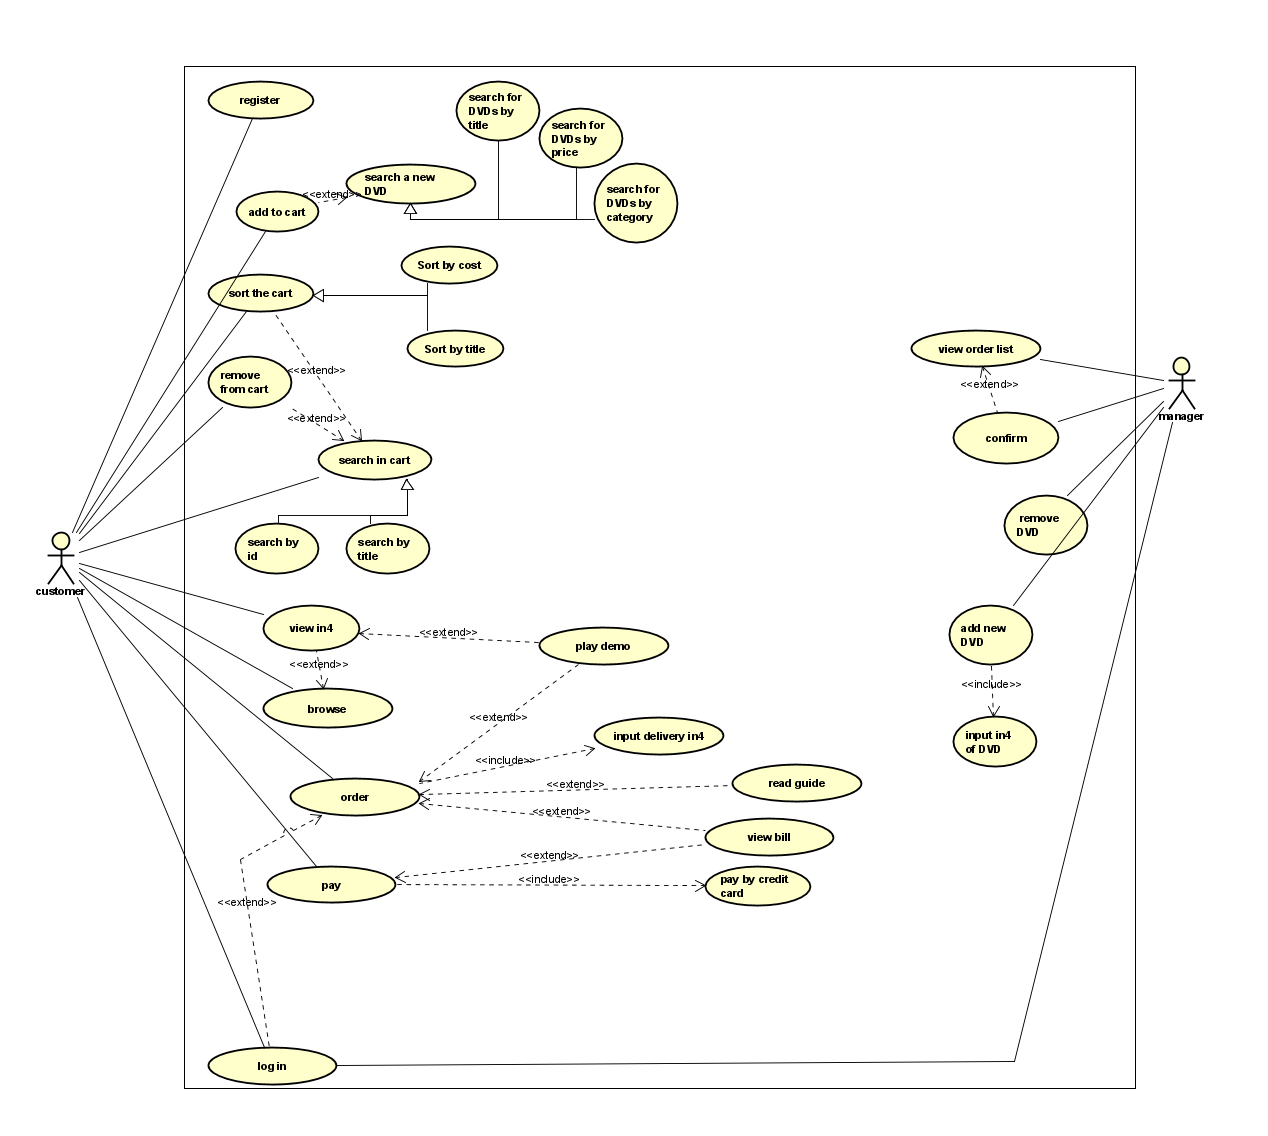 register
search for
DVDs by
title
search for
DVDs by
price
search a new
DVD
search for
DVDs by
category
<<extend>>
add to cart
Sort by cost
sort the cart
Sort by title
view order list
remove
from cart
<<extend>>
<<extend>>
<<extend>>
manager
confirm
search in cart
remove
DVD
search by
id
search by
title
customer
view in4
<<extend>>
play demo
add new
DVD
<<extend>>
<<include>>
browse
<<extend>>
input delivery in4
input in4
of DVD
<<include>>
read guide
<<extend>>
order
<<extend>>
view bill
<<extend>>
pay
<<include>>
pay by credit
card
<<extend>>
log in